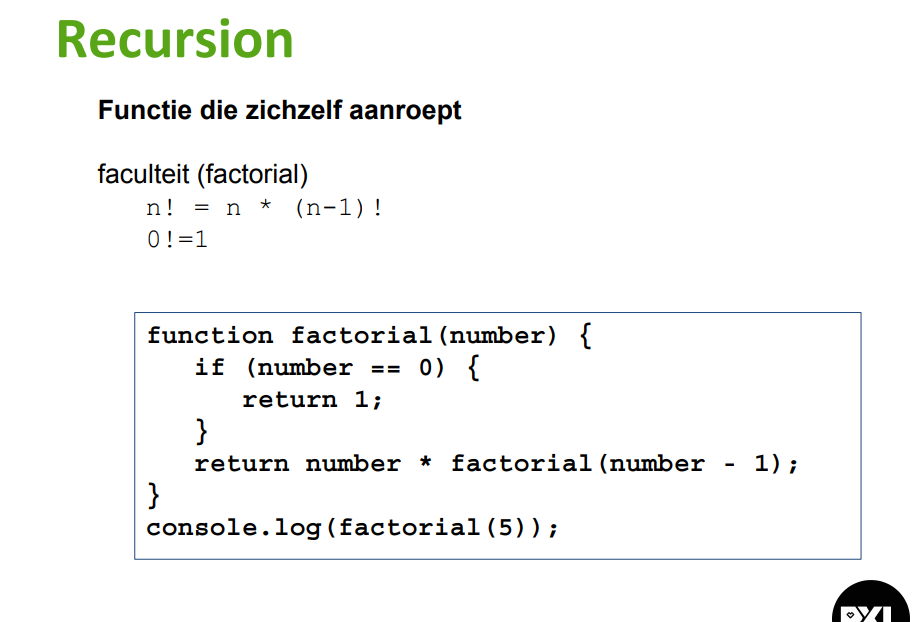 Recursion
Functie die zichzelf aanroept
faculteit (factorial)
n! = n * (n-1)!
0!=1
function factorial(number) {
   if (number == 0) {
      return 1;
   }
   return number * factorial(number - 1);
}
console.log(factorial(5));